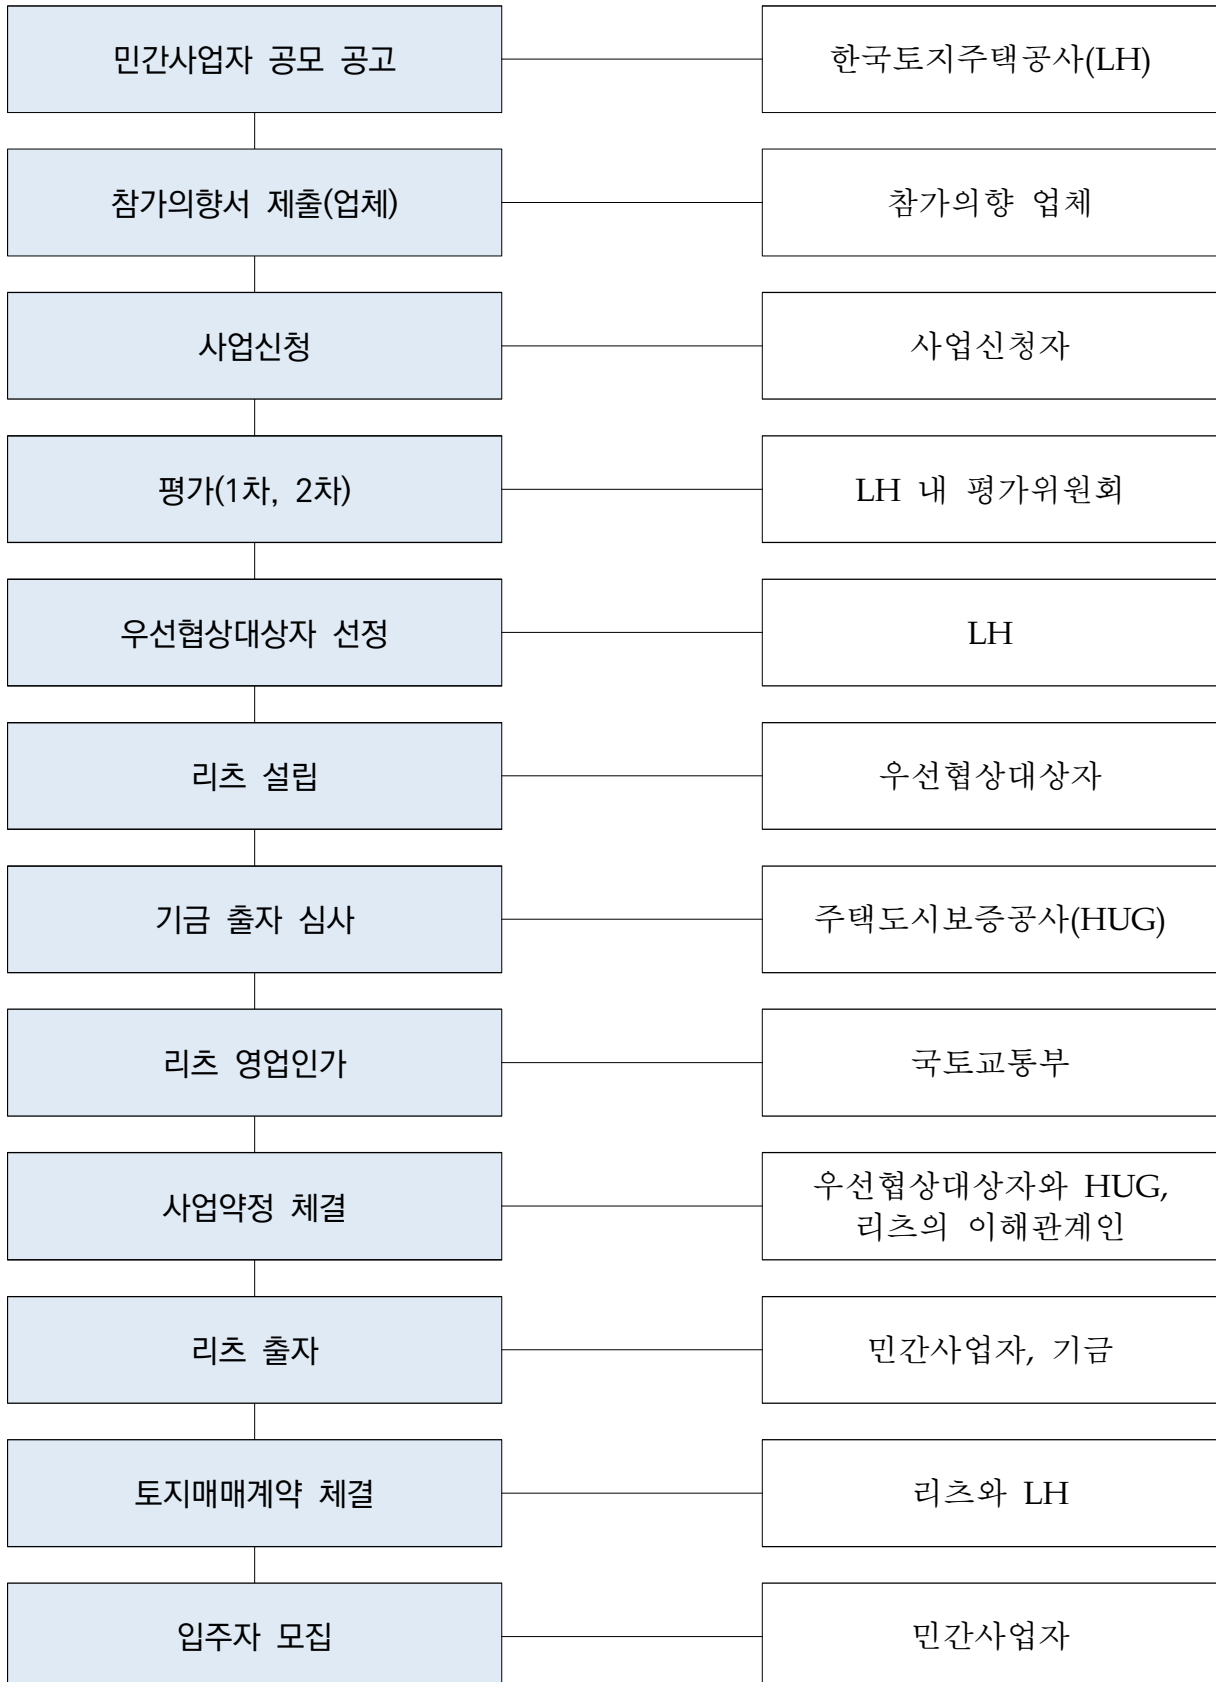 민간사업자 공모 공고
한국토지주택공사(LH)
참가의향서 제출(업체)
참가의향 업체
사업신청
사업신청자
평가(1차, 2차)
LH 내 평가위원회
우선협상대상자 선정
LH
리츠 설립
우선협상대상자
기금 출자 심사
주택도시보증공사(HUG)
리츠 영업인가
국토교통부
사업약정 체결
우선협상대상자와 HUG,
리츠의 이해관계인
리츠 출자
민간사업자, 기금
토지매매계약 체결
리츠와 LH
입주자 모집
민간사업자